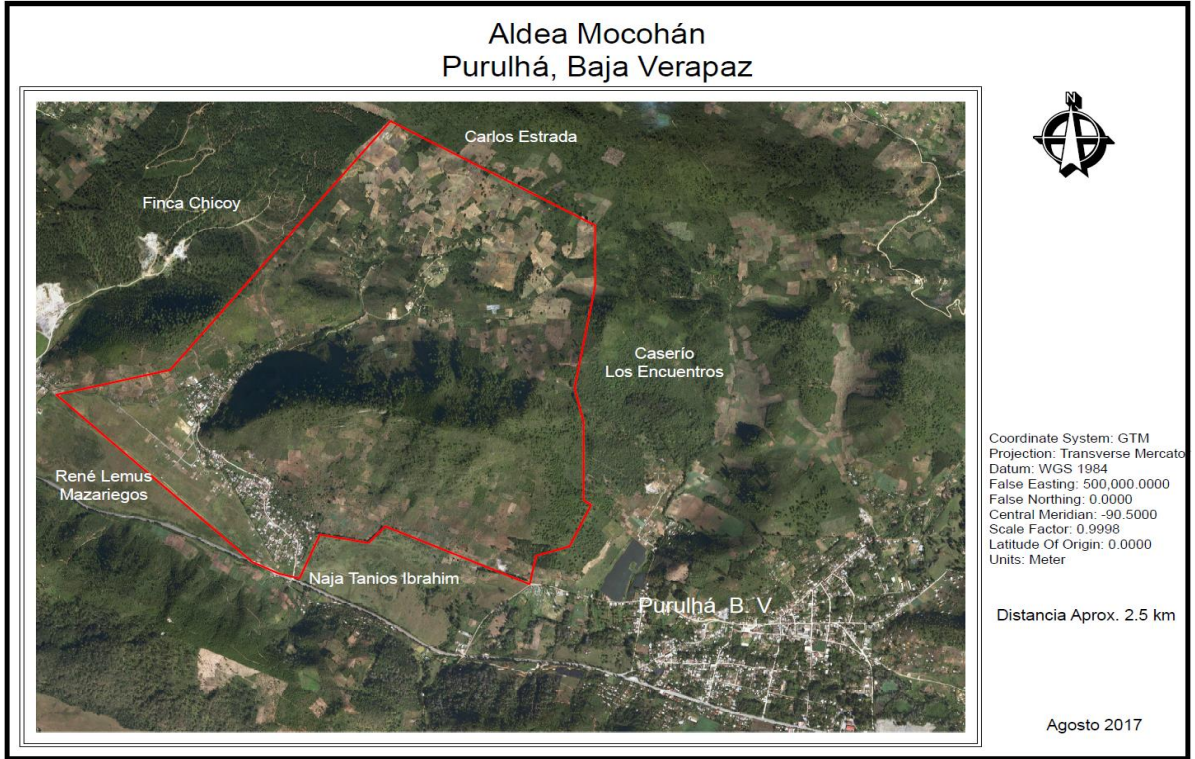 Aldea Mocohán
Purulhá, Baja Verapaz
N
Carlos Estrada
Finca Chicoy
Caserío
Los Encuentros
René Lemus
Mazariegos
Naja Tanios Ibrahim
Purulhá, B. V.
Coordinate System: GTM
Projection: Transverse Mercato
Datum: WGS 1984
False Easting: 500,000.0000
False Northing: 0.0000
Central Meridian: -90.5000
Scale Factor: 0.9998
Latitude Of Origin: 0.0000
Units: Meter
Distancia Aprox. 2.5 km
Agosto 2017